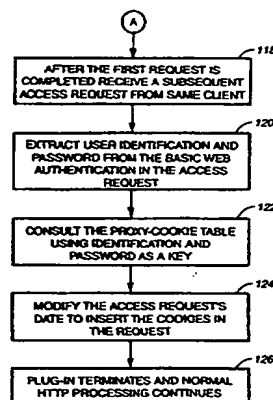 A
118
AFTER THE FIRST REQUEST IS
COMPLETED RECEIVE A SUBSEQUENT
ACCESS REQUEST FROM SAME CLIENT
120
EXTRACT USER IDENTIFICATION AND
PASSWORD FROM THE BASIC WEB
AUTHENTICATION IN THE ACCESS
REQUEST
122
CONSULT THE PROXY-COOKIE TABLE
USING IDENTIFICATION AND
PASSWORD AS A KEY
124
MODIFY THE ACCESS REQUEST'S
DATE TO INSERT THE COOKIES IN
THE REQUEST
126
PLUG-IN TERMINATES AND NORMAL
HTTP PROCESSING CONTINUES